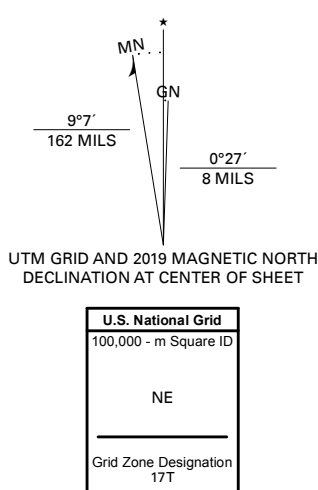 ★
MN
GN
9°7´
162 MILS
0°27´
8 MILS
UTM GRID AND 2019 MAGNETIC NORTH
DECLINATION AT CENTER OF SHEET
U.S. National Grid
100,000 - m Square ID
NE
Grid Zone Designation
17T